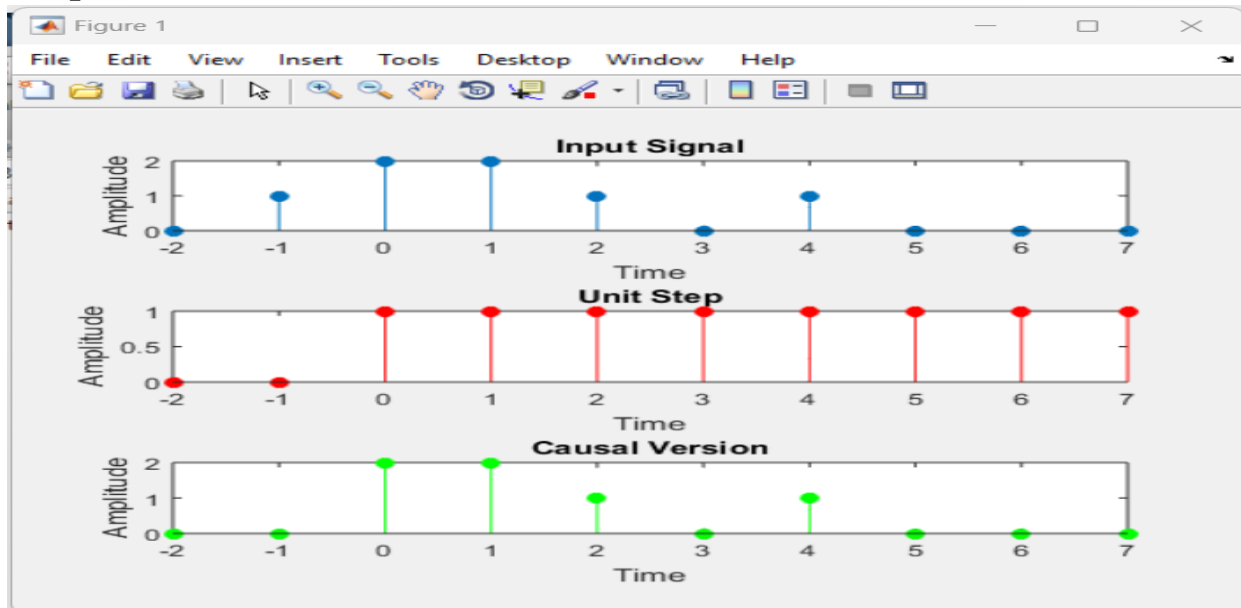 Figure 1
File Edit View Insert Tools Desktop Window Help
Input Signal
Amplitude
2
1
0
-2 -1 0 1 2 3 4 5 6 7
Time
Unit Step
Amplitude
1
0.5
0
-2 -1 0 1 2 3 4 5 6 7
Time
Causal Version
Amplitude
2
1
0
-2 -1 0 1 2 3 4 5 6 7
Time